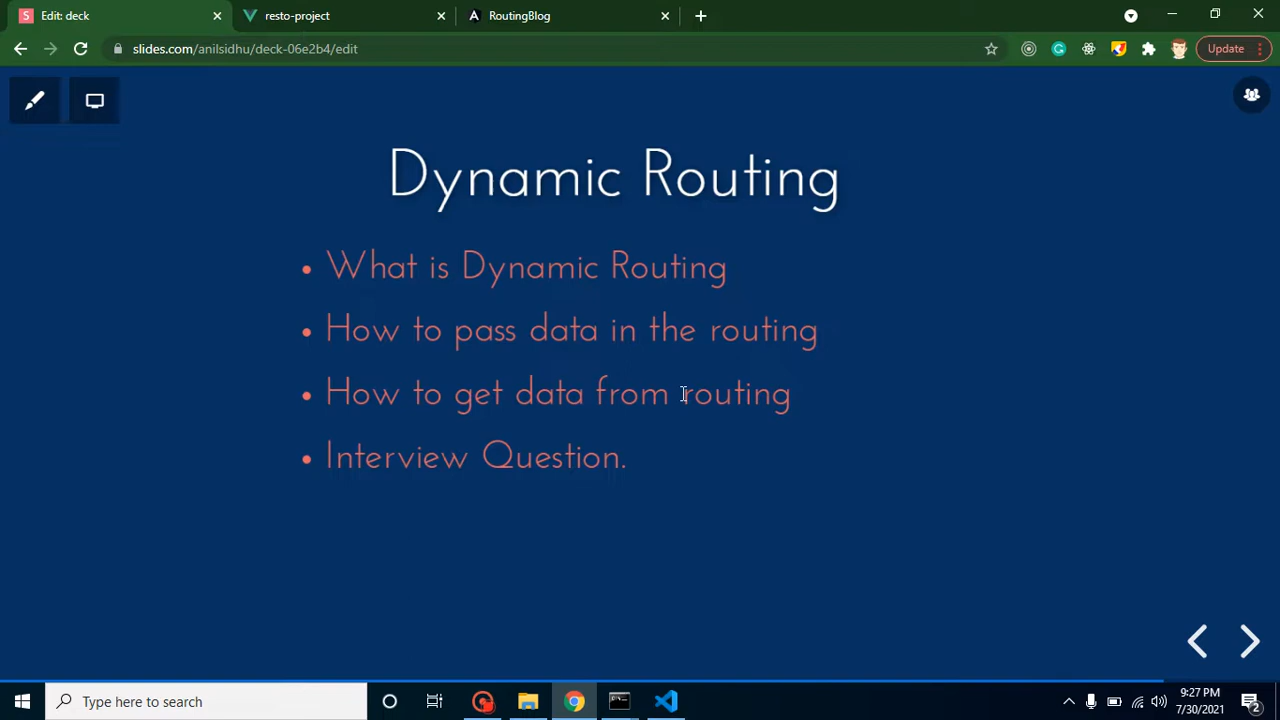 Edit: deck
resto-project
RoutingBlog
slides.com/anilsidhu/deck-06e2b4/edit
Update
Dynamic Routing
• What is Dynamic Routing
• How to pass data in the routing
• How to get data from routing
• Interview Question.
Type here to search
9:27 PM
7/30/2021
2